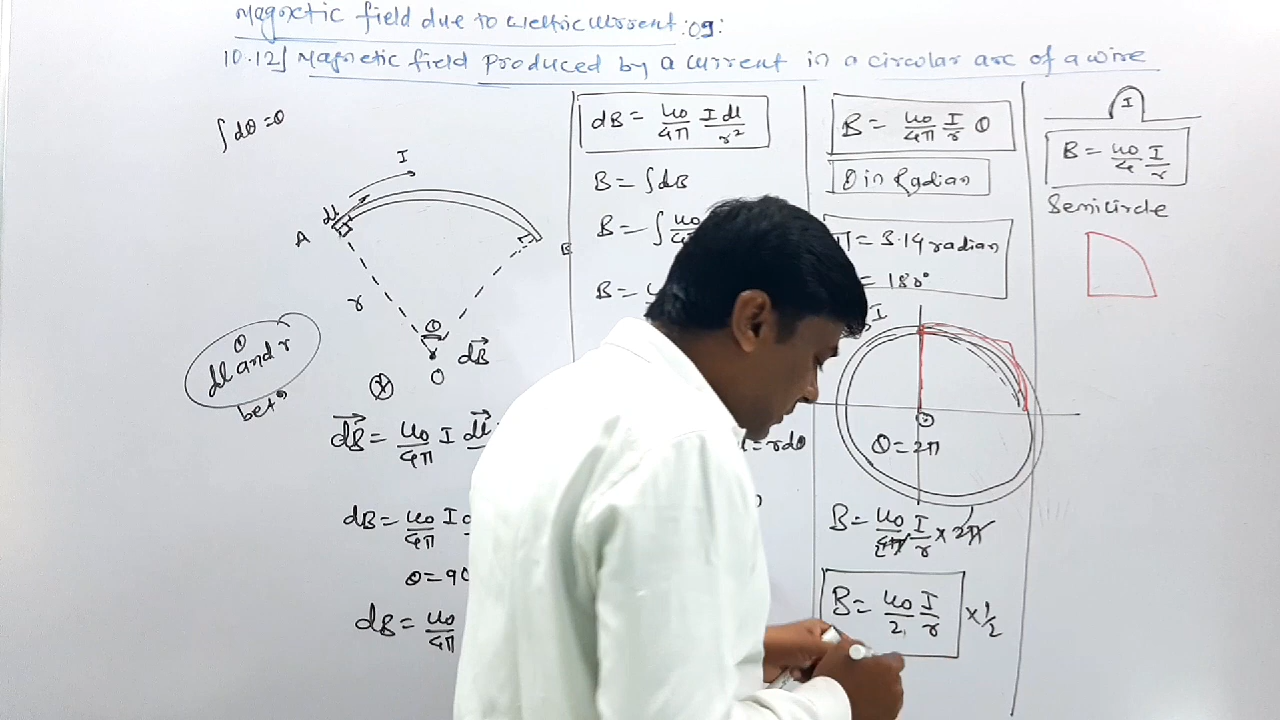 Magnetic field due to electric current: 09:
10.12] Magnetic field produced by a current in a circular arc of a wire
∫dθ = θ
I
dl
A
B
r
θ
dB
O
θ
dl and r
betn
dB = μ0/4π I dl
dB = μ0/4π I
θ = 90
dB = μ0/4π
dB = μ0/4π I dl/r²
B = ∫dB
B = ∫ μ0
B =
= rdθ
B = μ0/4π I/r θ
θ in Radian
π = 3.14 radian
= 180°
I
θ = 2π
B = μ0/4π I/r × 2π
B = μ0/2 I/r × 1/2
I
B = μ0/4 I/r
Semicircle